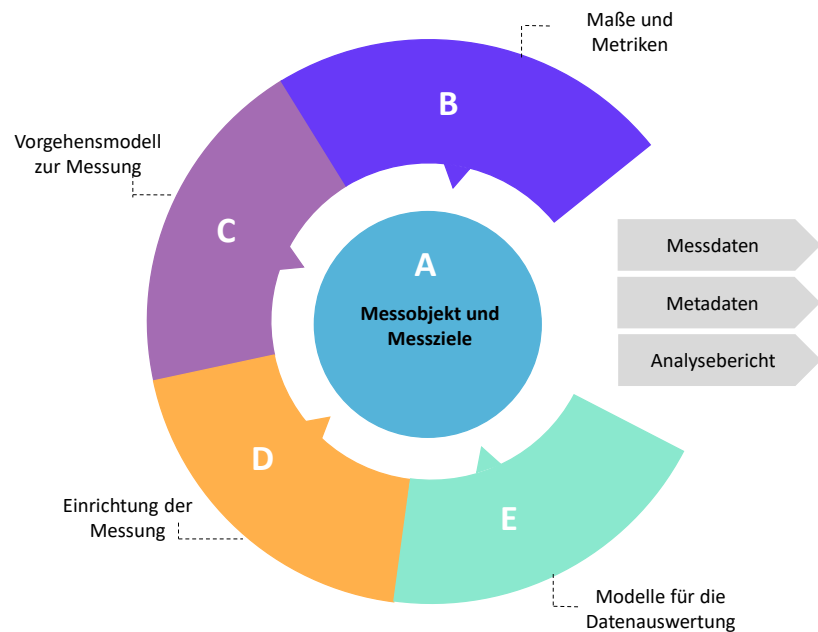 Maße und
Metriken
B
Vorgehensmodell
zur Messung
C
A
Messobjekt und
Messziele
Messdaten
Metadaten
Analysebericht
D
Einrichtung der
Messung
E
Modelle für die
Datenauswertung